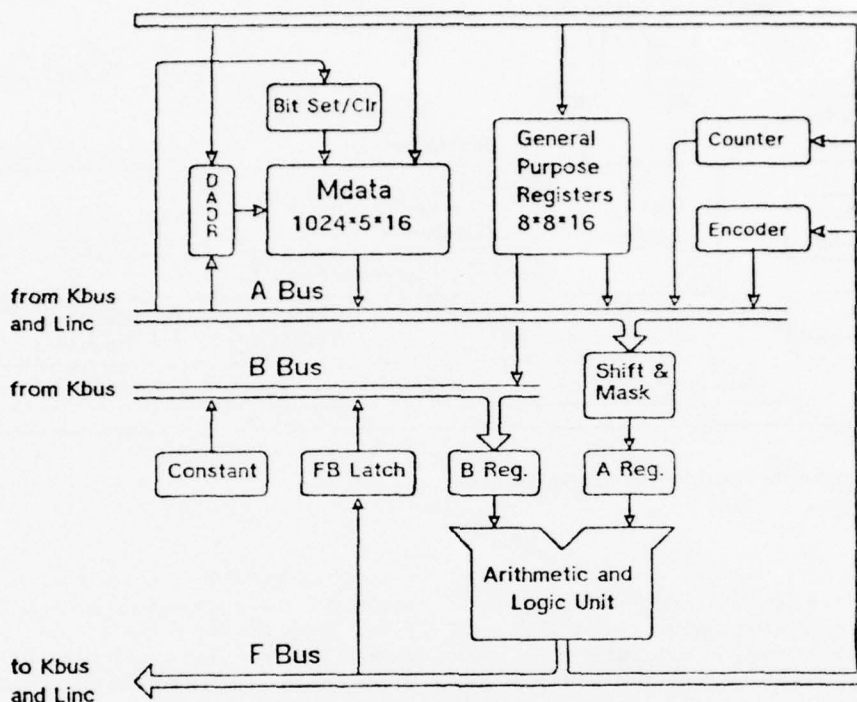 Bit Set/Clr
General
Purpose
Registers
8*8*16
Counter
DADR
Mdata
1024*5*16
Encoder
from Kbus
and Linc
A Bus
B Bus
from Kbus
Shift &
Mask
Constant
FB Latch
B Reg.
A Reg.
Arithmetic and
Logic Unit
F Bus
to Kbus
and Linc